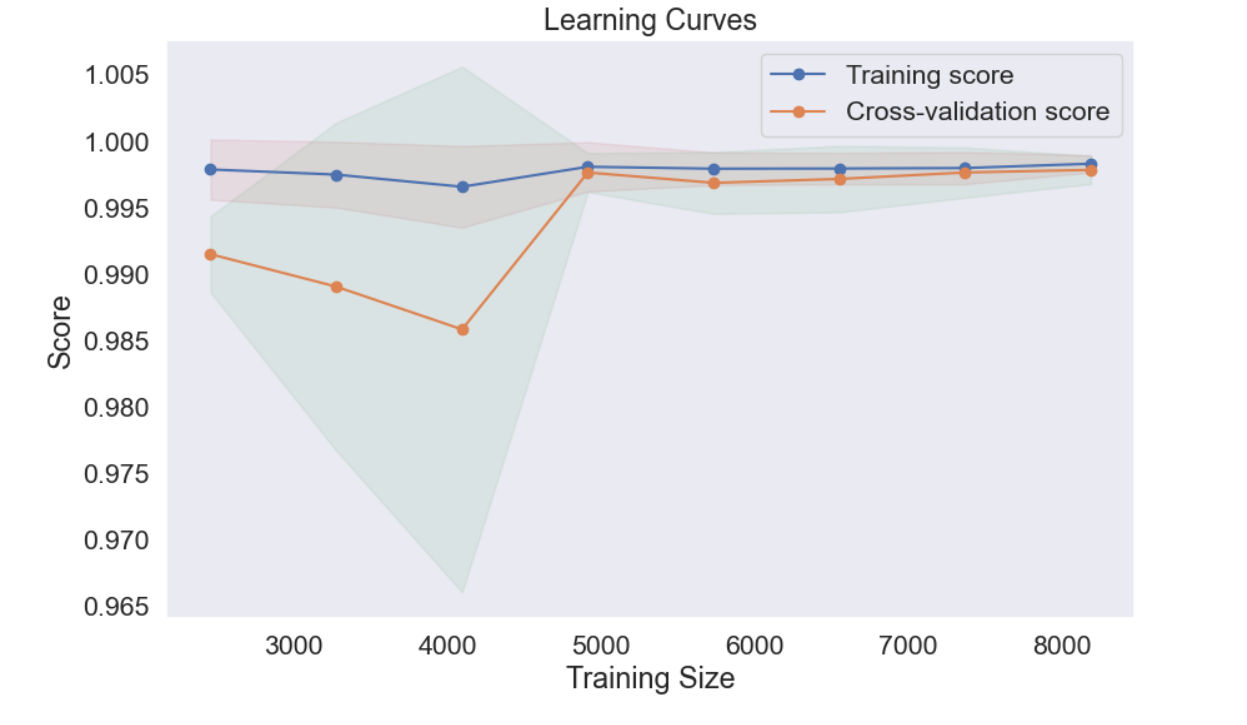 Learning Curves
Training score
Cross-validation score
1.005
1.000
0.995
0.990
0.985
0.980
0.975
0.970
0.965
Score
3000 4000 5000 6000 7000 8000
Training Size